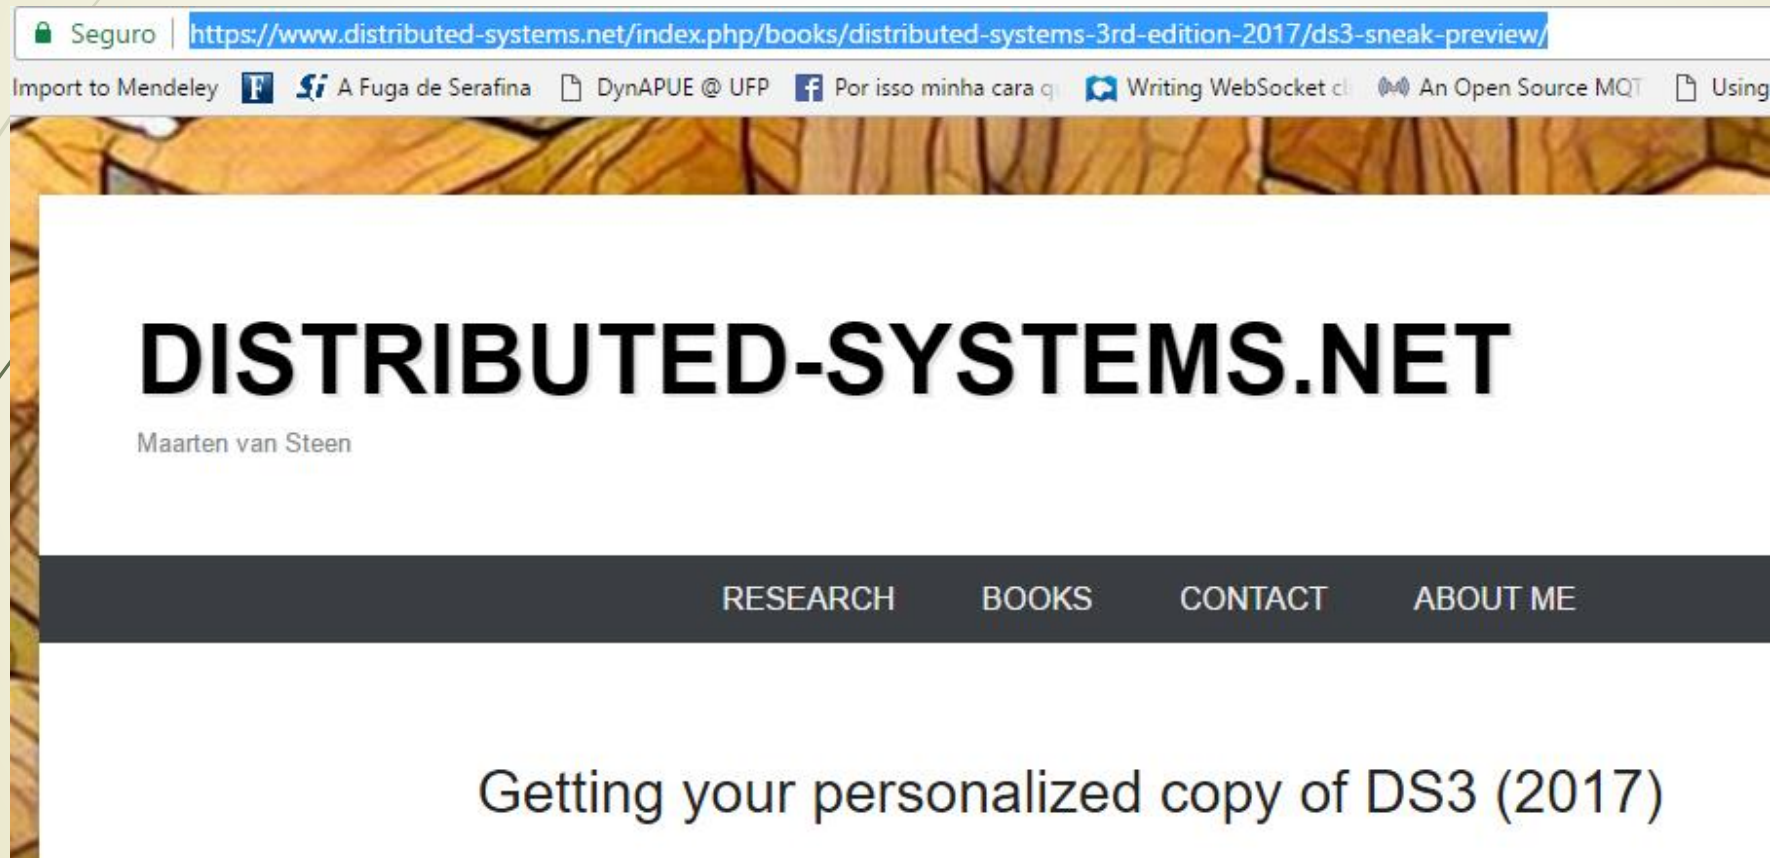 Seguro | https://www.distributed-systems.net/index.php/books/distributed-systems-3rd-edition-2017/ds3-sneak-preview/
Import to Mendeley F Si A Fuga de Serafina DynAPUE @ UFP f Por isso minha cara q Writing WebSocket cl An Open Source MQT Using
DISTRIBUTED-SYSTEMS.NET
Maarten van Steen
RESEARCH BOOKS CONTACT ABOUT ME
Getting your personalized copy of DS3 (2017)